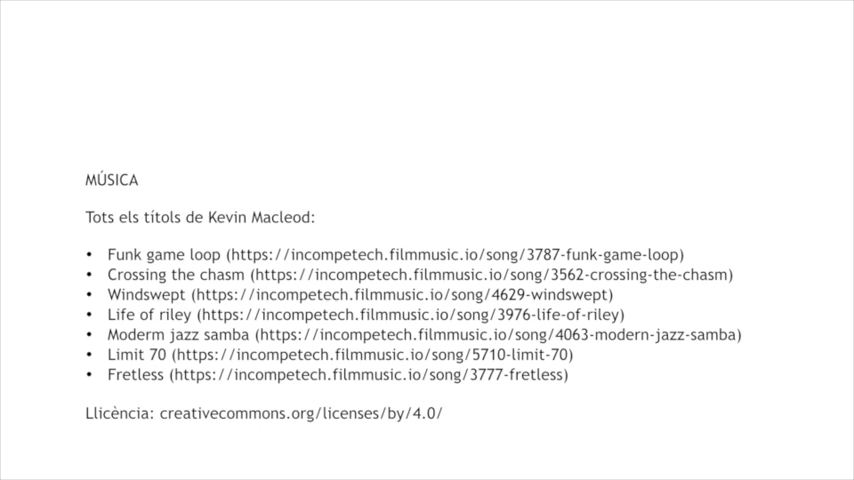 MÚSICA
Tots els títols de Kevin Macleod:
• Funk game loop (https://incompetech.filmmusic.io/song/3787-funk-game-loop)
• Crossing the chasm (https://incompetech.filmmusic.io/song/3562-crossing-the-chasm)
• Windswept (https://incompetech.filmmusic.io/song/4629-windswept)
• Life of riley (https://incompetech.filmmusic.io/song/3976-life-of-riley)
• Moderm jazz samba (https://incompetech.filmmusic.io/song/4063-modern-jazz-samba)
• Limit 70 (https://incompetech.filmmusic.io/song/5710-limit-70)
• Fretless (https://incompetech.filmmusic.io/song/3777-fretless)
Llicència: creativecommons.org/licenses/by/4.0/